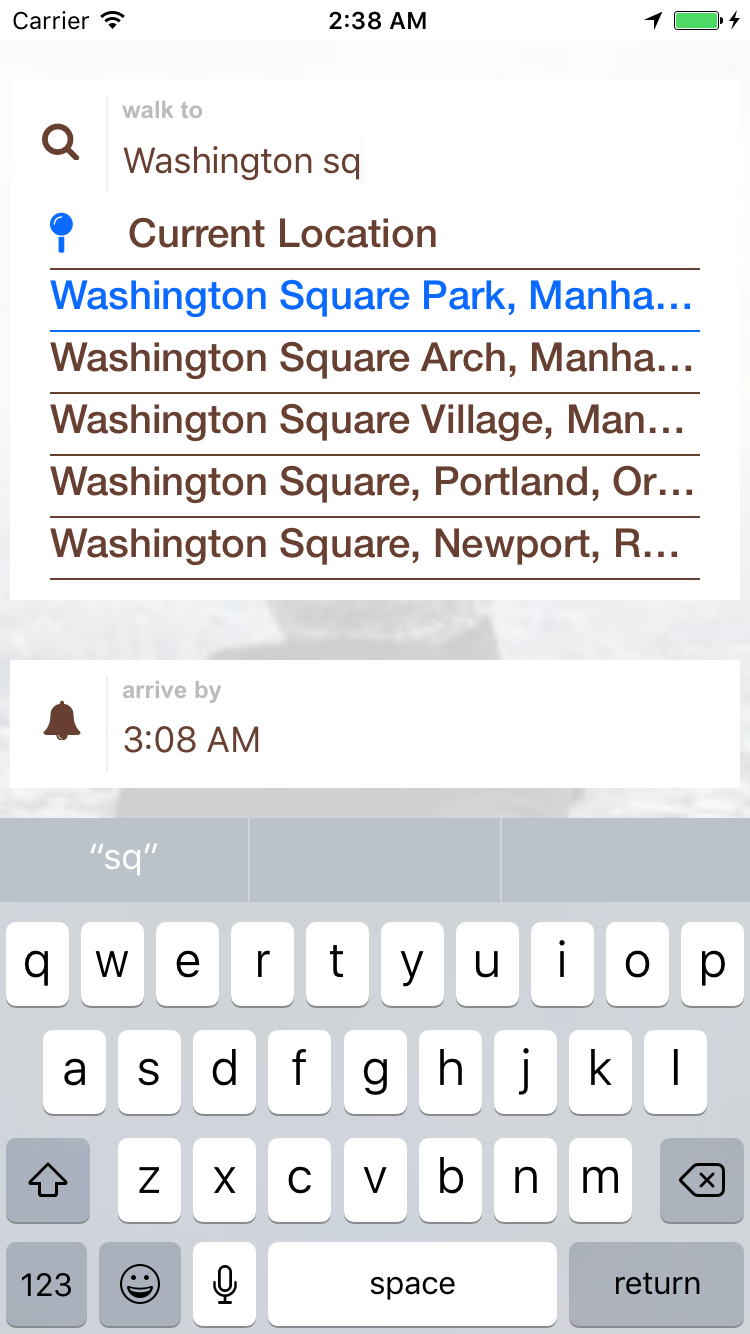 Carrier 2:38 AM
walk to
Washington sq
Current Location
Washington Square Park, Manha...
Washington Square Arch, Manha...
Washington Square Village, Man...
Washington Square, Portland, Or...
Washington Square, Newport, R...
arrive by
3:08 AM
“sq”
q w e r t y u i o p
a s d f g h j k l
z x c v b n m
123 space return